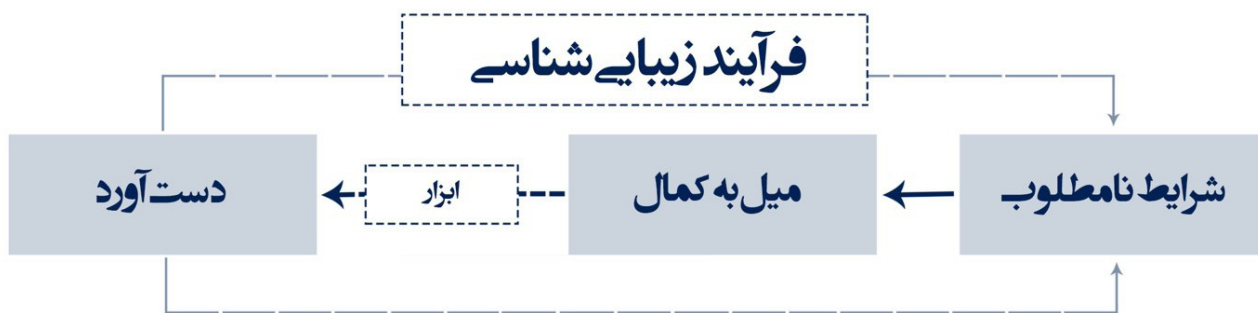 فرآیند زیبایی‌شناسی
شرایط نامطلوب
میل به کمال
ابزار
دست‌آورد